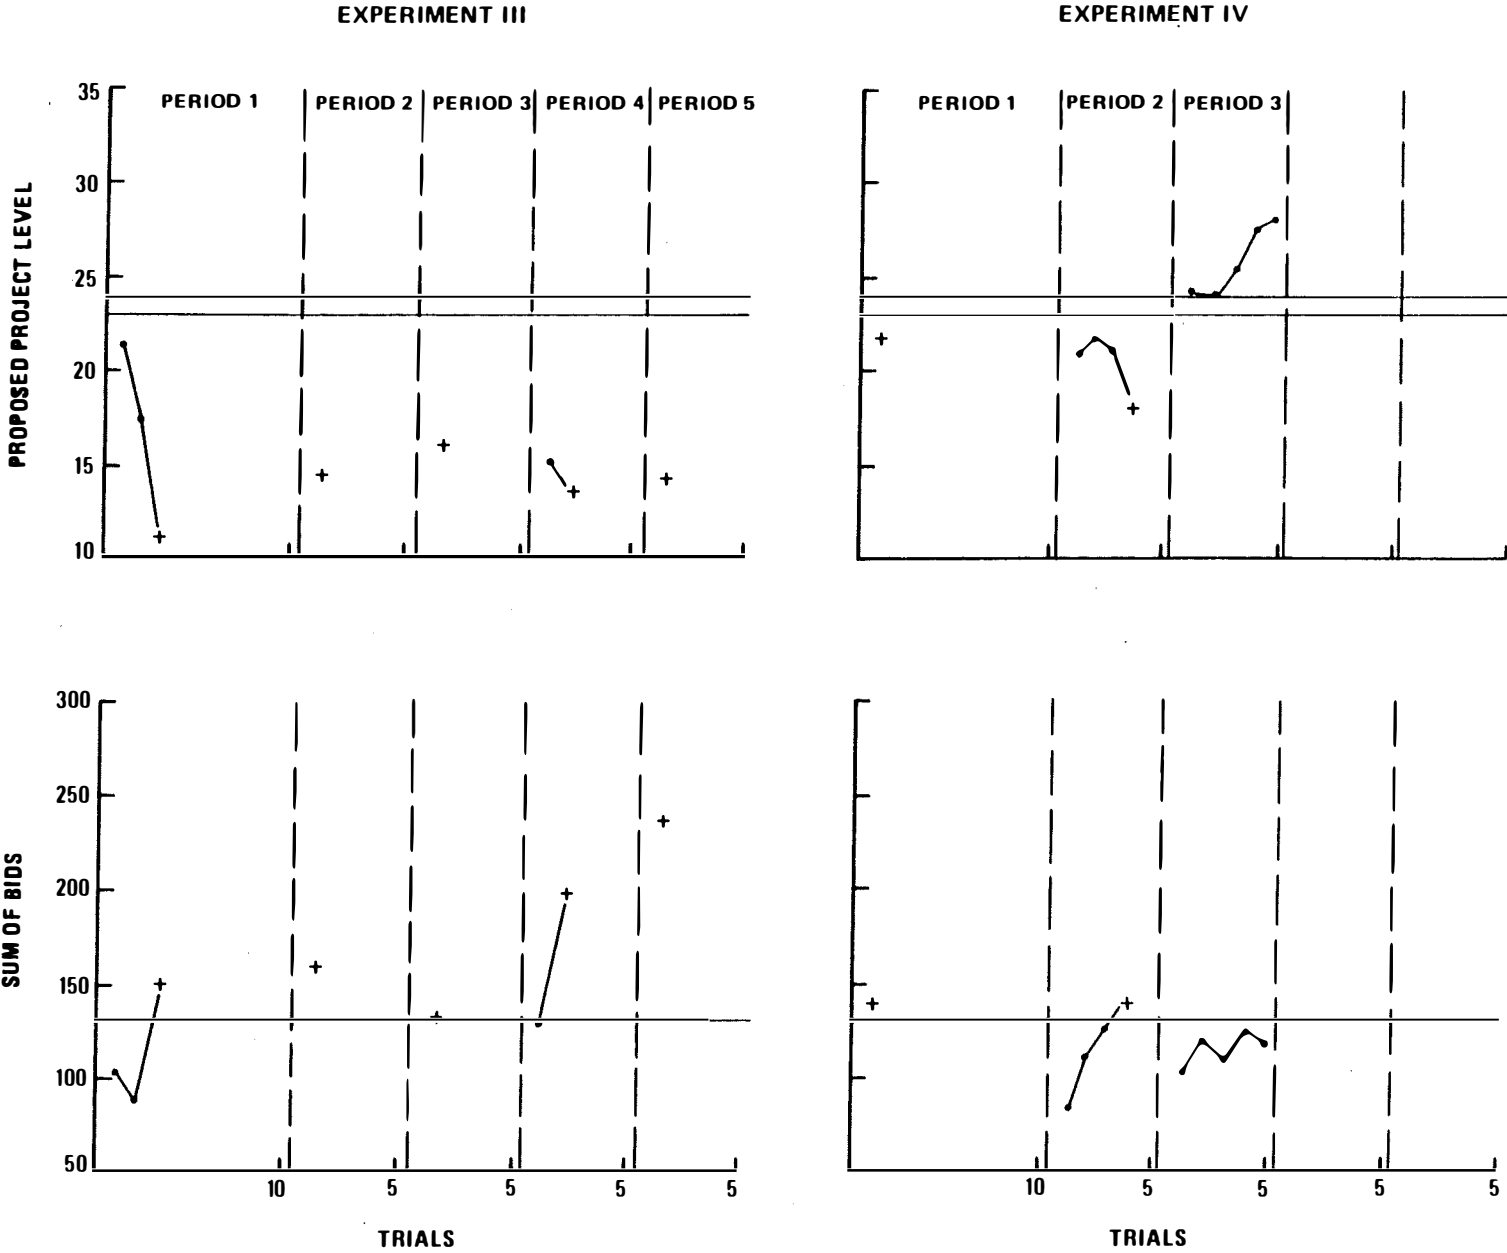 EXPERIMENT III
EXPERIMENT IV
35
PERIOD 1
PERIOD 2
PERIOD 3
PERIOD 4
PERIOD 5
PERIOD 1
PERIOD 2
PERIOD 3
30
25
20
15
10
PROPOSED PROJECT LEVEL
300
250
200
150
100
50
SUM OF BIDS
10
5
5
5
5
10
5
5
5
5
TRIALS
TRIALS